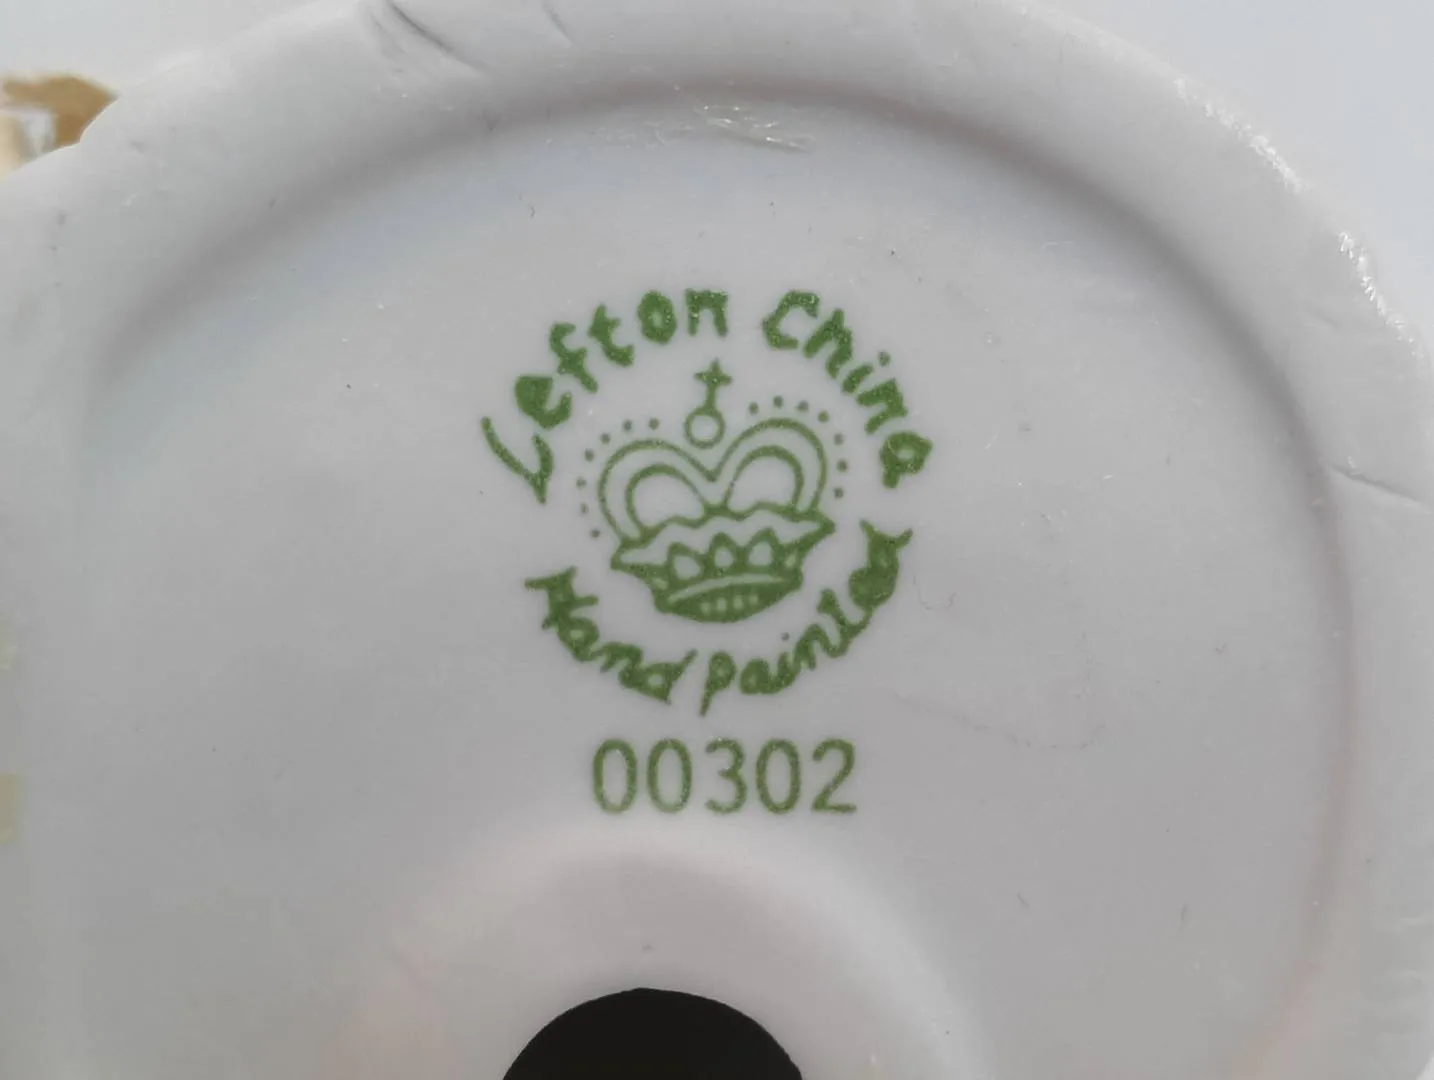 Lefton China
Hand painted
00302